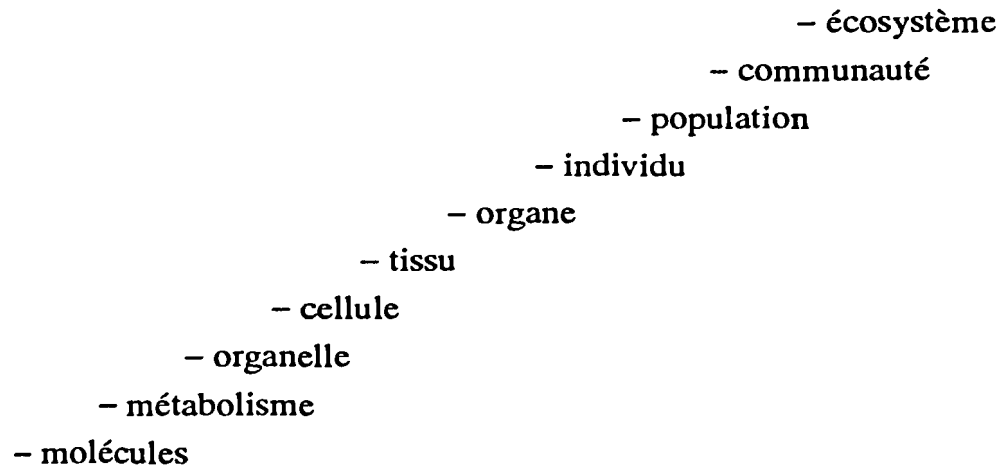 – écosystème
– communauté
– population
– individu
– organe
– tissu
– cellule
– organelle
– métabolisme
– molécules